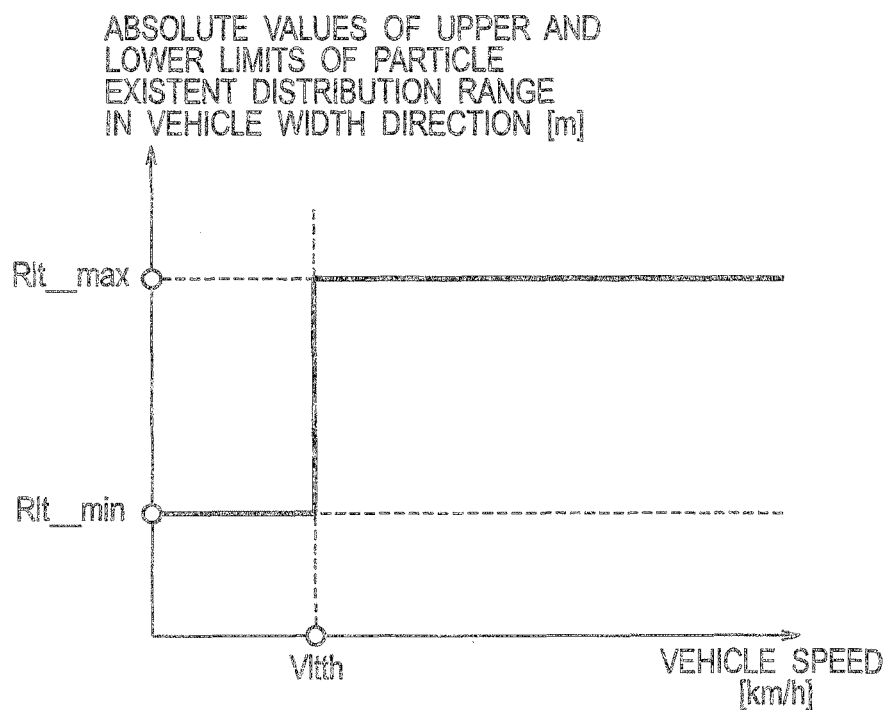 ABSOLUTE VALUES OF UPPER AND
LOWER LIMITS OF PARTICLE
EXISTENT DISTRIBUTION RANGE
IN VEHICLE WIDTH DIRECTION [m]
Rlt_max
Rlt_min
Vltth
VEHICLE SPEED
[km/h]